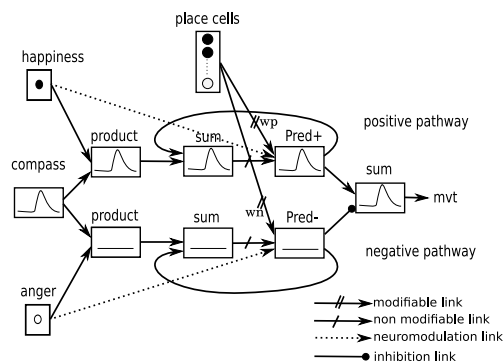 place cells
happiness
wp
product
sum
Pred+
positive pathway
compass
sum
mvt
product
sum
wn
Pred-
negative pathway
anger
modifiable link
non modifiable link
neuromodulation link
inhibition link